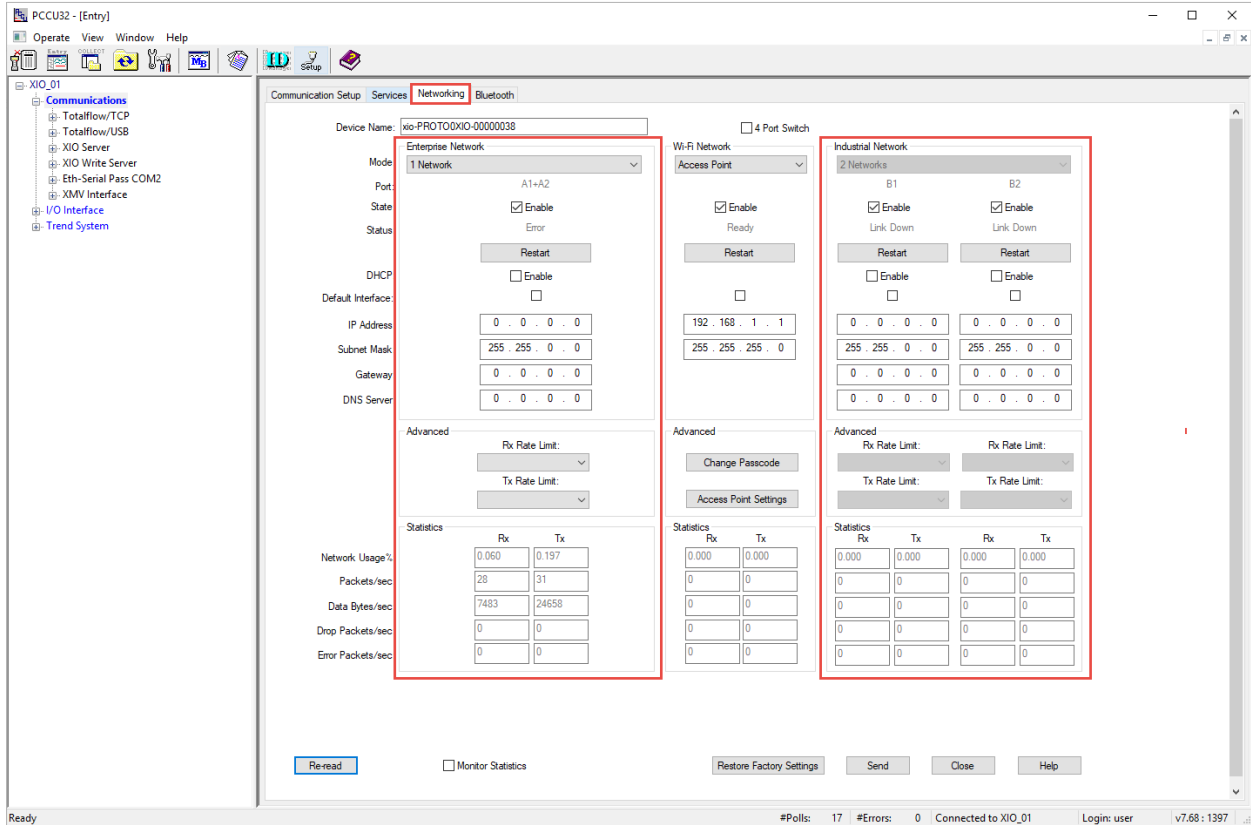 PCCU32 - [Entry]
Operate View Window Help
Entry
COLLECT
MB
ID
Manager
Setup
XIO_01
Communications
Totalflow/TCP
Totalflow/USB
XIO Server
XIO Write Server
Eth-Serial Pass COM2
XMV Interface
I/O Interface
Trend System
Communication Setup Services Networking Bluetooth
Device Name: xio-PROTO0XIO-00000038 4 Port Switch
Enterprise Network Wi-Fi Network Industrial Network
Mode 1 Network Access Point 2 Networks
Port: A1+A2 B1 B2
State Enable Enable Enable Enable
Status Error Ready Link Down Link Down
Restart Restart Restart Restart
DHCP Enable Enable Enable
Default Interface:
IP Address 0 . 0 . 0 . 0 192 . 168 . 1 . 1 0 . 0 . 0 . 0 0 . 0 . 0 . 0
Subnet Mask 255 . 255 . 0 . 0 255 . 255 . 255 . 0 255 . 255 . 0 . 0 255 . 255 . 0 . 0
Gateway 0 . 0 . 0 . 0 0 . 0 . 0 . 0 0 . 0 . 0 . 0
DNS Server 0 . 0 . 0 . 0 0 . 0 . 0 . 0 0 . 0 . 0 . 0
Advanced Advanced Advanced
Rx Rate Limit: Rx Rate Limit: Rx Rate Limit:
Change Passcode
Tx Rate Limit: Tx Rate Limit: Tx Rate Limit:
Access Point Settings
Statistics Statistics Statistics
Rx Tx Rx Tx Rx Tx Rx Tx
Network Usage% 0.060 0.197 0.000 0.000 0.000 0.000 0.000 0.000
Packets/sec 28 31 0 0 0 0 0 0
Data Bytes/sec 7483 24658 0 0 0 0 0 0
Drop Packets/sec 0 0 0 0 0 0 0 0
Error Packets/sec 0 0 0 0 0 0 0 0
Re-read Monitor Statistics Restore Factory Settings Send Close Help
Ready #Polls: 17 #Errors: 0 Connected to XIO_01 Login: user v7.68 : 1397